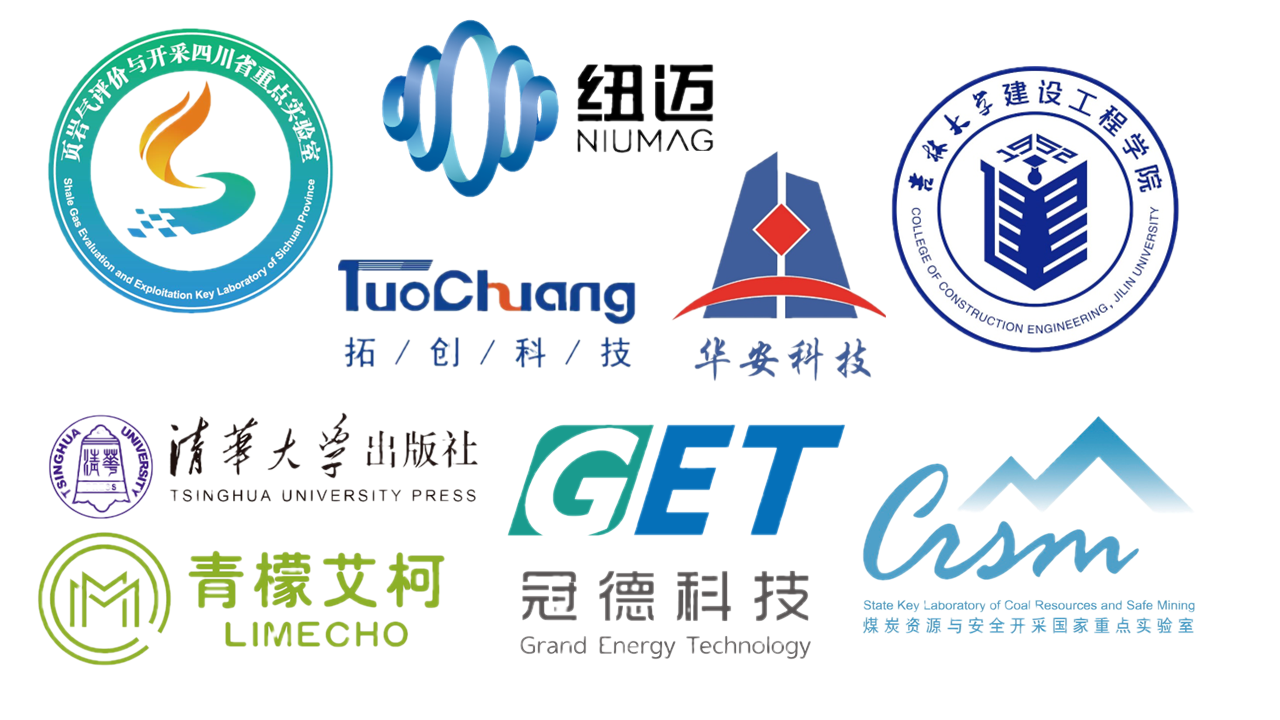 页岩气评价与开采四川省重点实验室
Shale Gas Evaluation and Exploitation Key Laboratory of Sichuan Province
纽迈
NIUMAG
TuoChuang
拓/创/科/技
华安科技
吉林大学建设工程学院
1952
COLLEGE OF CONSTRUCTION ENGINEERING, JILIN UNIVERSITY
TSINGHUA UNIVERSITY
清華
清華大学出版社
TSINGHUA UNIVERSITY PRESS
青檬艾柯
LIMECHO
GET
冠德科技
Grand Energy Technology
Crsm
State Key Laboratory of Coal Resources and Safe Mining
煤炭资源与安全开采国家重点实验室